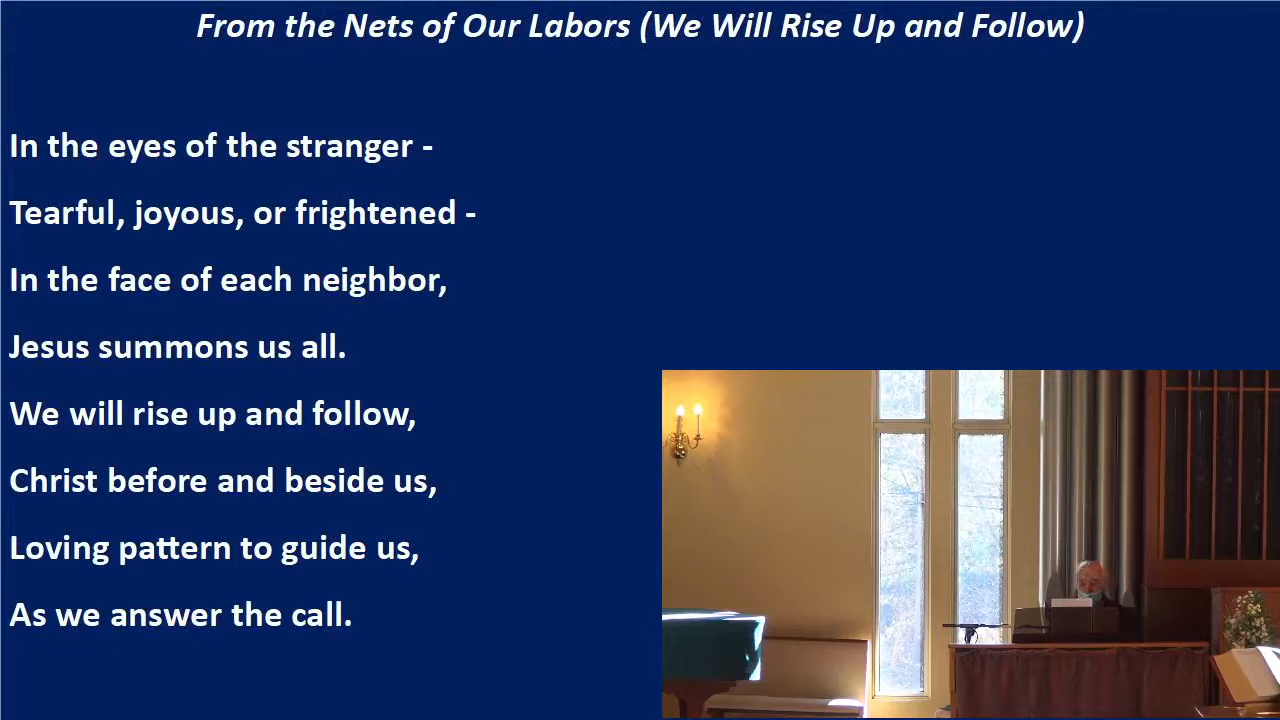 From the Nets of Our Labors (We Will Rise Up and Follow)
In the eyes of the stranger -
Tearful, joyous, or frightened -
In the face of each neighbor,
Jesus summons us all.
We will rise up and follow,
Christ before and beside us,
Loving pattern to guide us,
As we answer the call.